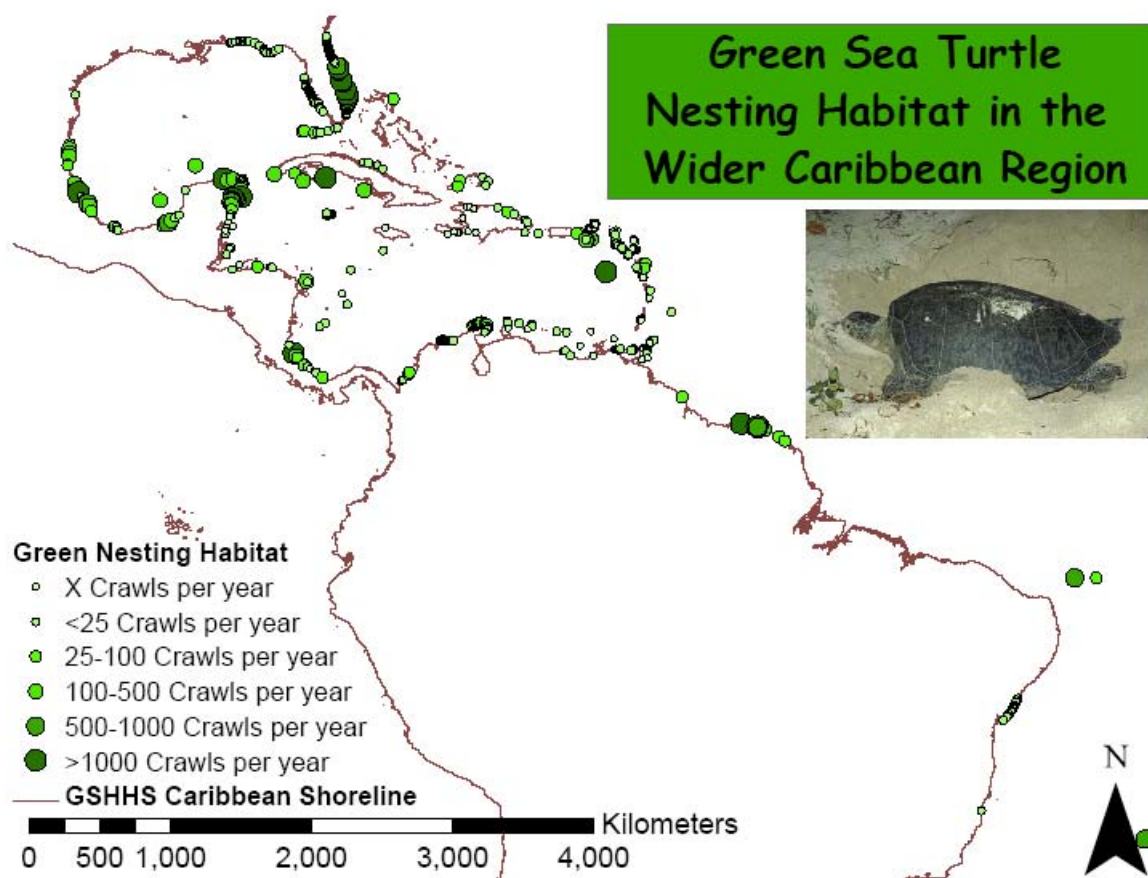 Green Sea Turtle
Nesting Habitat in the
Wider Caribbean Region
Green Nesting Habitat
X Crawls per year
<25 Crawls per year
25-100 Crawls per year
100-500 Crawls per year
500-1000 Crawls per year
>1000 Crawls per year
GSHHS Caribbean Shoreline
Kilometers
0 500 1,000 2,000 3,000 4,000
N